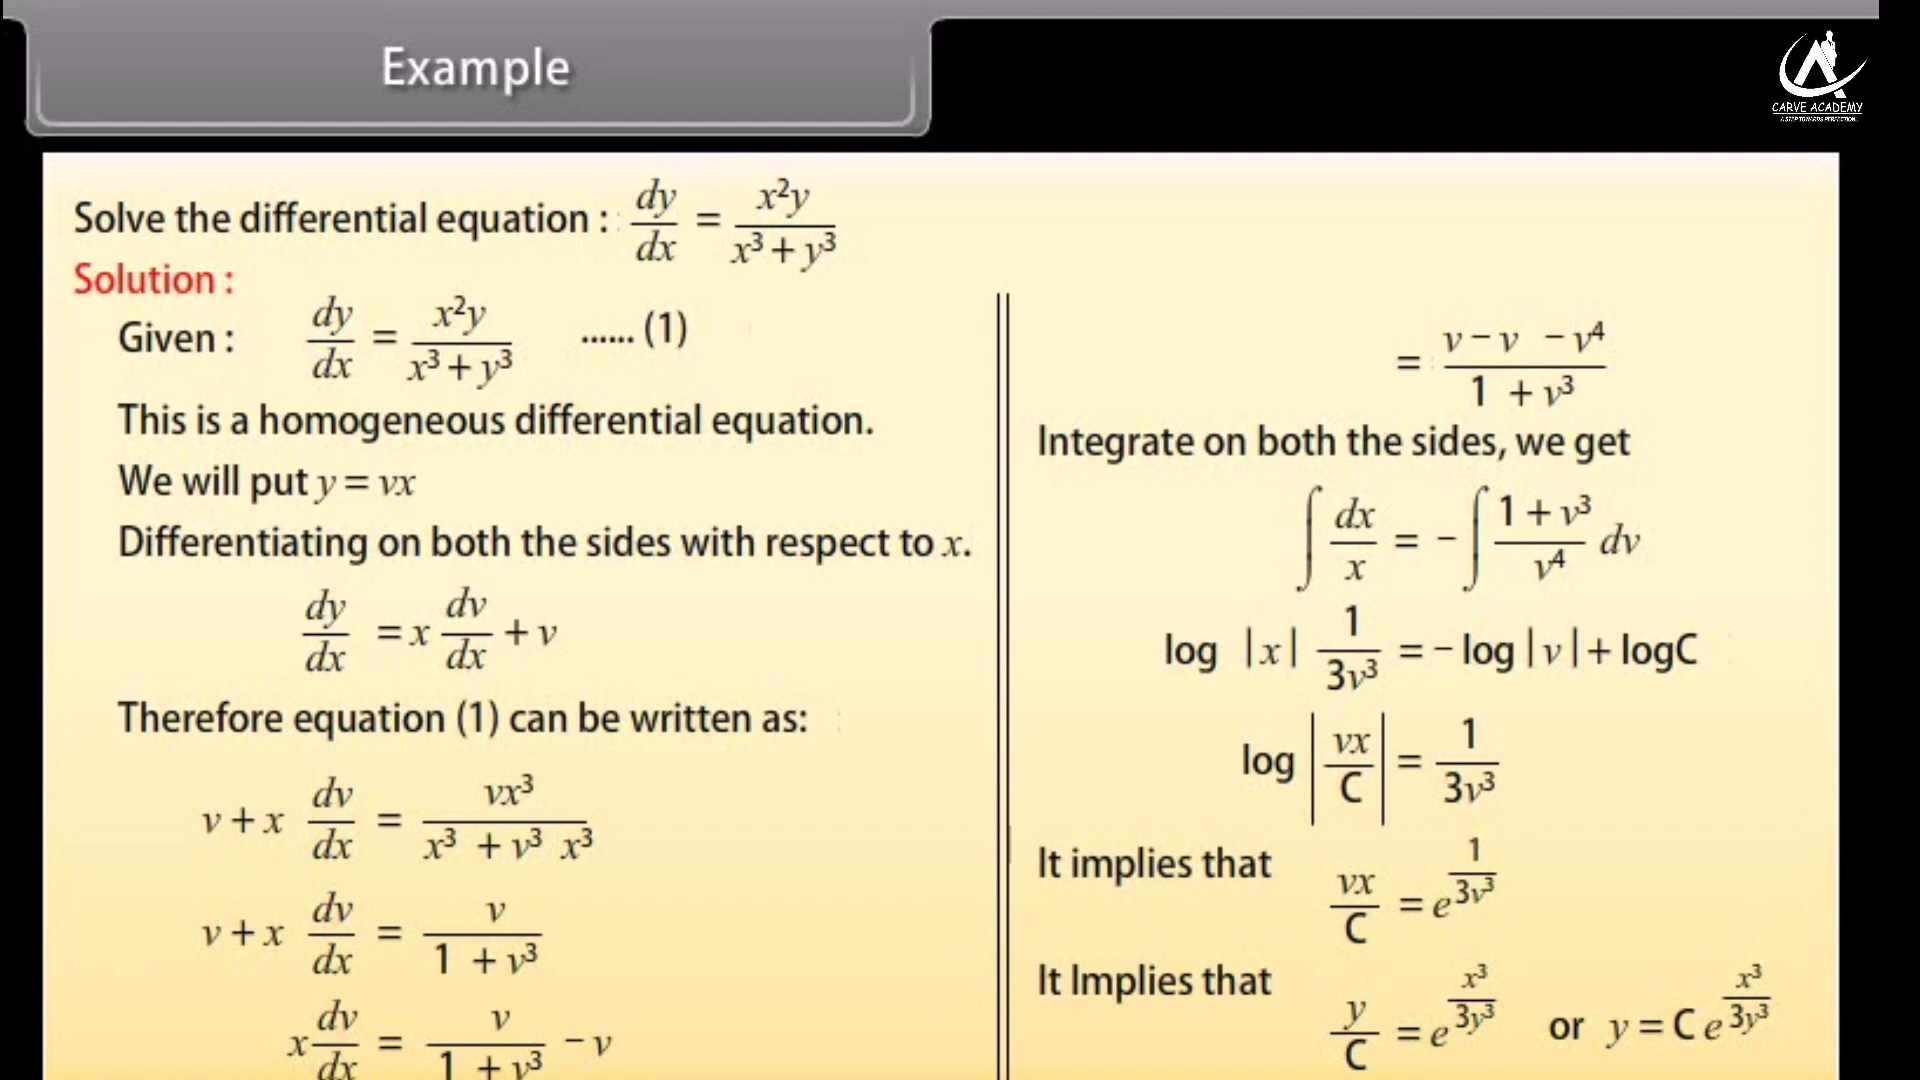 Example
CARVE ACADEMY
A STEP TOWARDS PERFECTION...
Solve the differential equation : dy/dx = x²y/(x³ + y³)
Solution :
Given : dy/dx = x²y/(x³ + y³) ...... (1)
This is a homogeneous differential equation.
We will put y = vx
Differentiating on both the sides with respect to x.
dy/dx = x dv/dx + v
Therefore equation (1) can be written as:
v + x dv/dx = vx³/(x³ + v³ x³)
v + x dv/dx = v/(1 + v³)
x dv/dx = v/(1 + v³) − v
= (v − v − v⁴)/(1 + v³)
Integrate on both the sides, we get
∫ dx/x = − ∫ (1 + v³)/v⁴ dv
log |x| 1/3v³ = − log |v| + logC
log |vx/C| = 1/3v³
It implies that vx/C = e^(1/3v³)
It Implies that y/C = e^(x³/3y³) or y = C e^(x³/3y³)